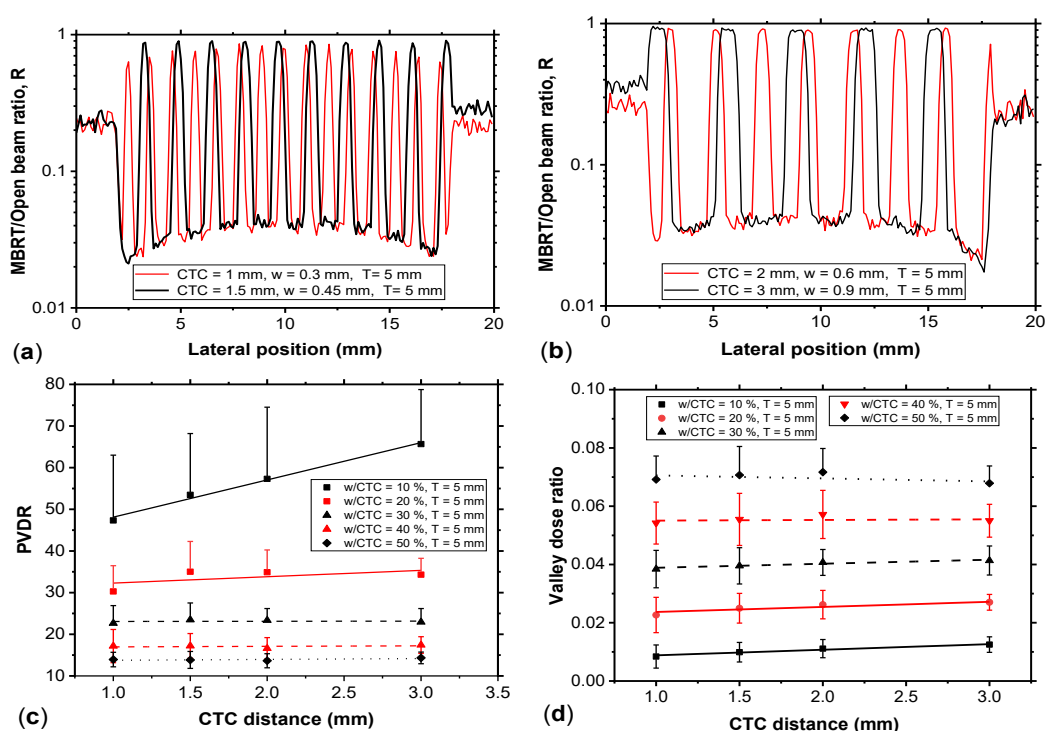 MBRT/Open beam ratio, R
1
0.1
0.01
CTC = 1 mm, w = 0.3 mm, T= 5 mm
CTC = 1.5 mm, w = 0.45 mm, T= 5 mm
0 5 10 15 20
Lateral position (mm)
(a)
MBRT/Open beam ratio, R
1
0.1
0.01
CTC = 2 mm, w = 0.6 mm, T = 5 mm
CTC = 3 mm, w = 0.9 mm, T = 5 mm
0 5 10 15 20
Lateral position (mm)
(b)
PVDR
80
70
60
50
40
30
20
10
w/CTC = 10 %, T = 5 mm
w/CTC = 20 %, T = 5 mm
w/CTC = 30 %, T = 5 mm
w/CTC = 40 %, T = 5 mm
w/CTC = 50 %, T = 5 mm
1.0 1.5 2.0 2.5 3.0 3.5
CTC distance (mm)
(c)
Valley dose ratio
0.10
0.08
0.06
0.04
0.02
0.00
w/CTC = 10 %, T = 5 mm
w/CTC = 20 %, T = 5 mm
w/CTC = 30 %, T = 5 mm
w/CTC = 40 %, T = 5 mm
w/CTC = 50 %, T = 5 mm
1.0 1.5 2.0 2.5 3.0
CTC distance (mm)
(d)